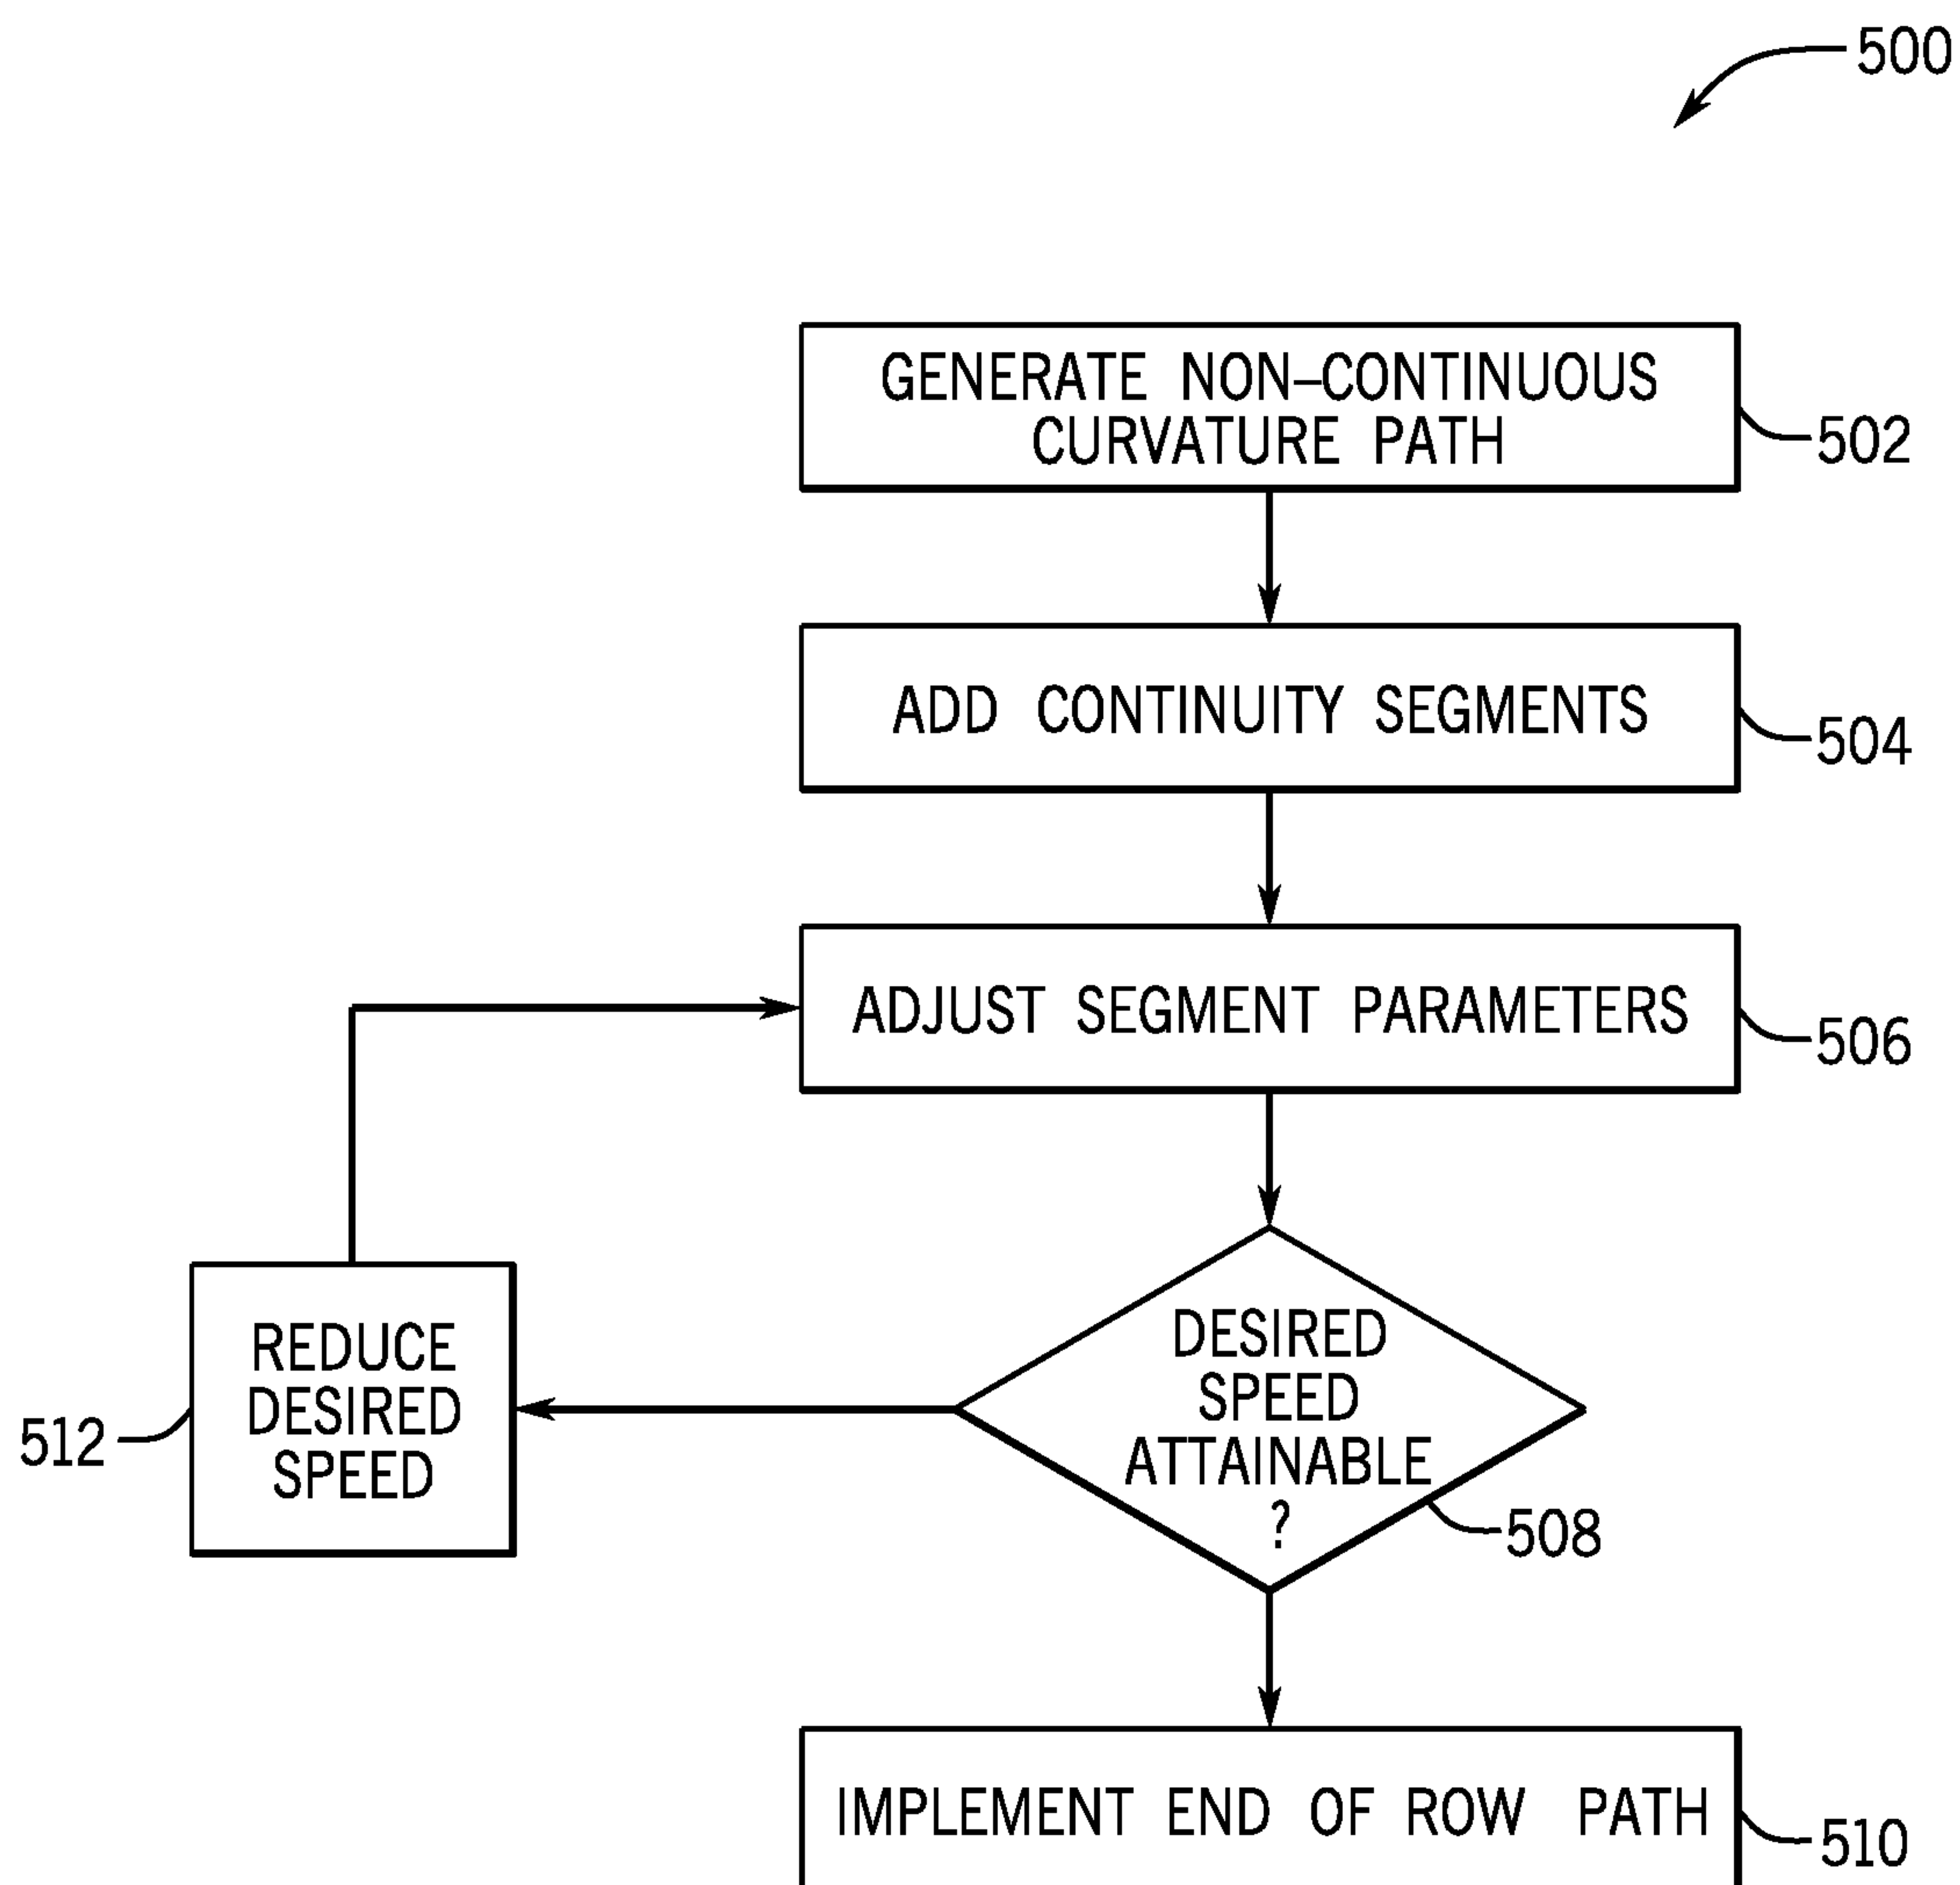 500
GENERATE NON–CONTINUOUS
CURVATURE PATH
502
ADD CONTINUITY SEGMENTS
504
ADJUST SEGMENT PARAMETERS
506
DESIRED
SPEED
ATTAINABLE
?
508
REDUCE
DESIRED
SPEED
512
IMPLEMENT END OF ROW PATH
510